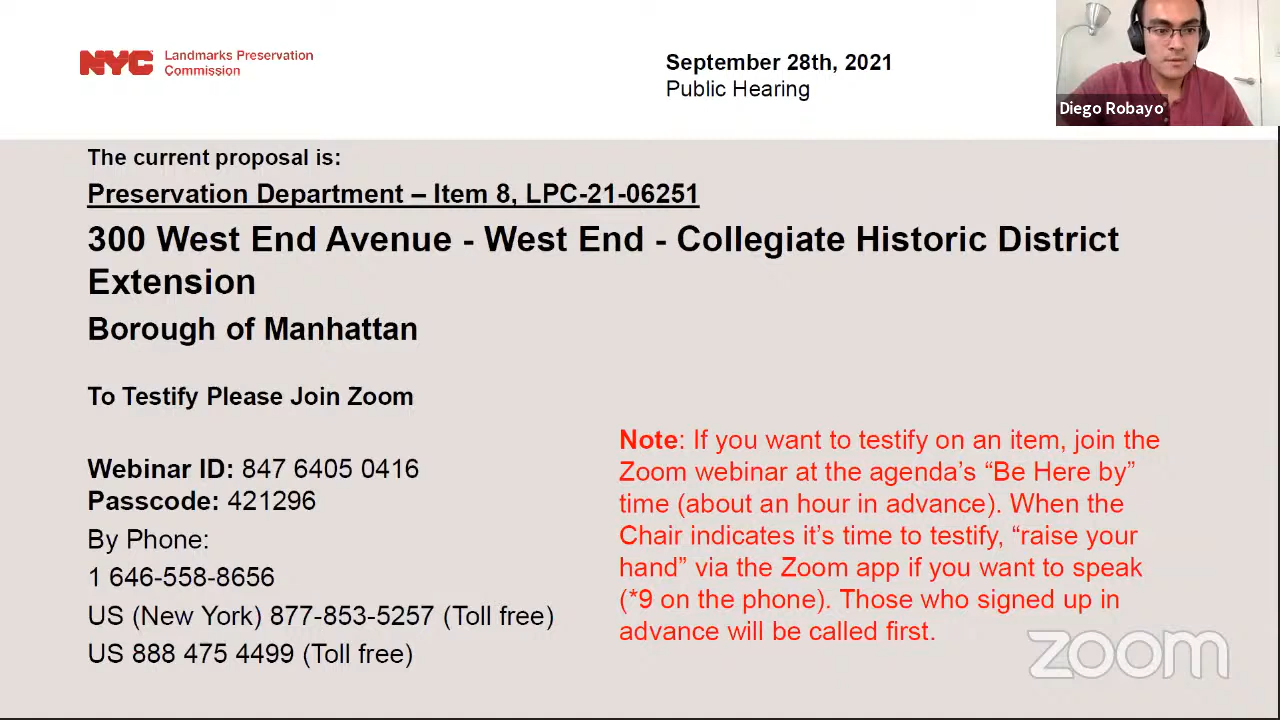 NYC Landmarks Preservation
Commission
September 28th, 2021
Public Hearing
Diego Robayo
The current proposal is:
Preservation Department – Item 8, LPC-21-06251
300 West End Avenue - West End - Collegiate Historic District
Extension
Borough of Manhattan
To Testify Please Join Zoom
Webinar ID: 847 6405 0416
Passcode: 421296
By Phone:
1 646-558-8656
US (New York) 877-853-5257 (Toll free)
US 888 475 4499 (Toll free)
Note: If you want to testify on an item, join the
Zoom webinar at the agenda’s “Be Here by”
time (about an hour in advance). When the
Chair indicates it’s time to testify, “raise your
hand” via the Zoom app if you want to speak
(*9 on the phone). Those who signed up in
advance will be called first.
zoom